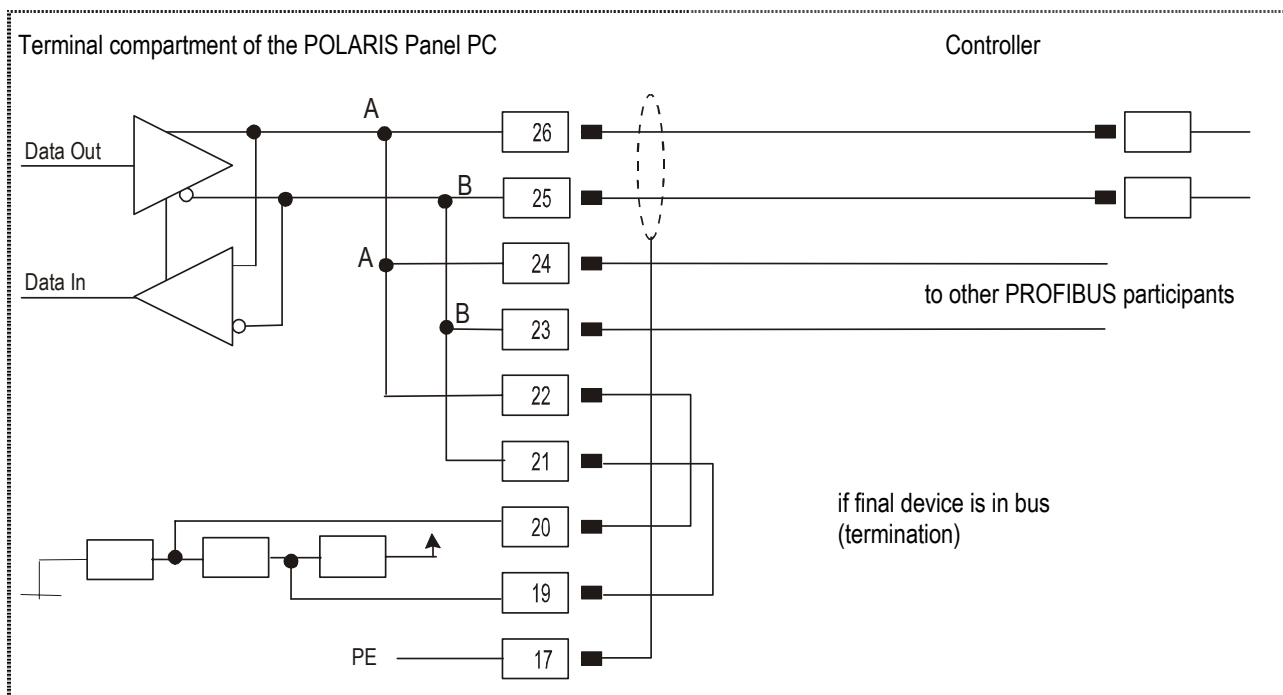 Terminal compartment of the POLARIS Panel PC
Controller
A
26
Data Out
B
25
A
24
Data In
to other PROFIBUS participants
B
23
22
21
if final device is in bus
(termination)
20
19
PE
17